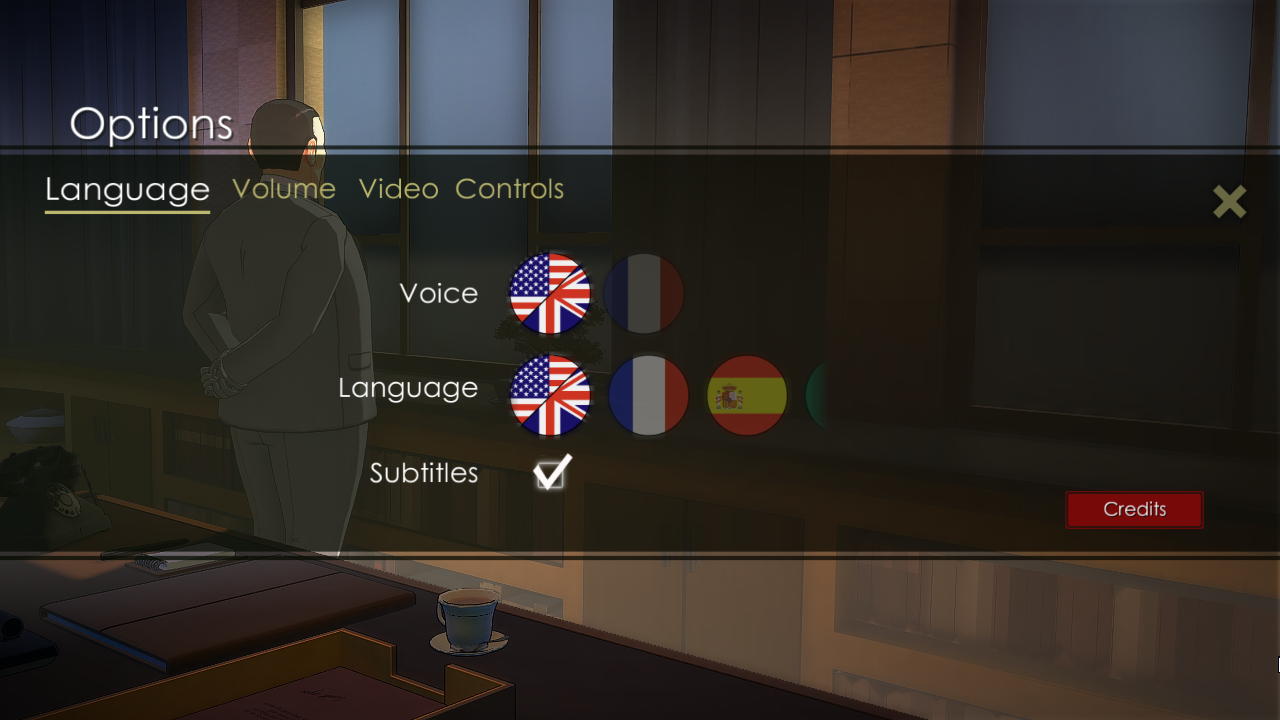 Options
Language Volume Video Controls
Voice
Language
Subtitles
Credits